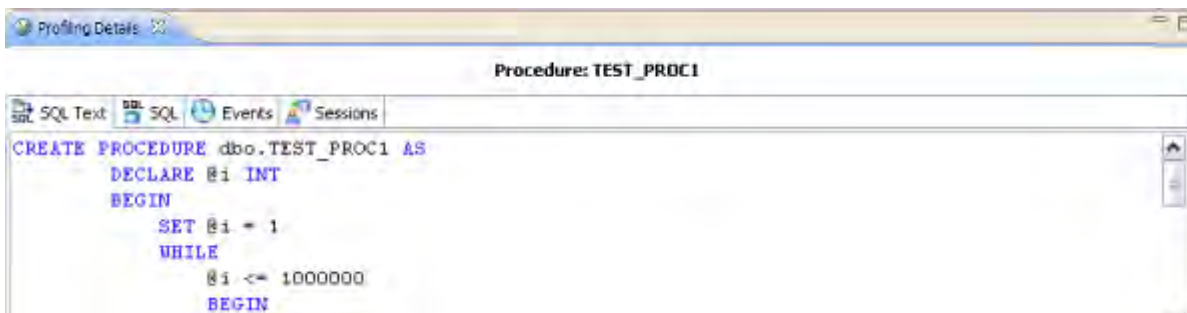 Profiling Details
Procedure: TEST_PROC1
SQL Text SQL Events Sessions
CREATE PROCEDURE dbo.TEST_PROC1 AS
DECLARE @i INT
BEGIN
SET @i = 1
WHILE
@i <= 1000000
BEGIN